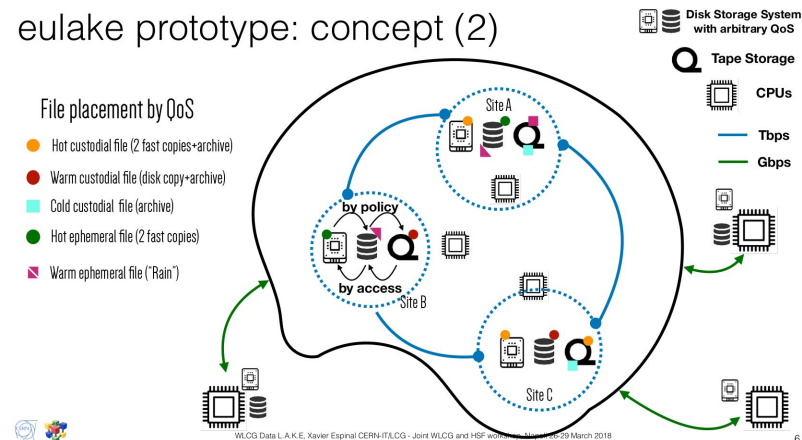 eulake prototype: concept (2)
Disk Storage System
with arbitrary QoS
Tape Storage
CPUs
Tbps
Gbps
File placement by QoS
Hot custodial file (2 fast copies+archive)
Warm custodial file (disk copy+archive)
Cold custodial file (archive)
Hot ephemeral file (2 fast copies)
Warm ephemeral file ("Rain")
Site A
by policy
by access
Site B
Site C
WLCG Data L.A.K.E, Xavier Espinal CERN-IT/LCG - Joint WLCG and HSF workshop, Napoli 26-29 March 2018
6